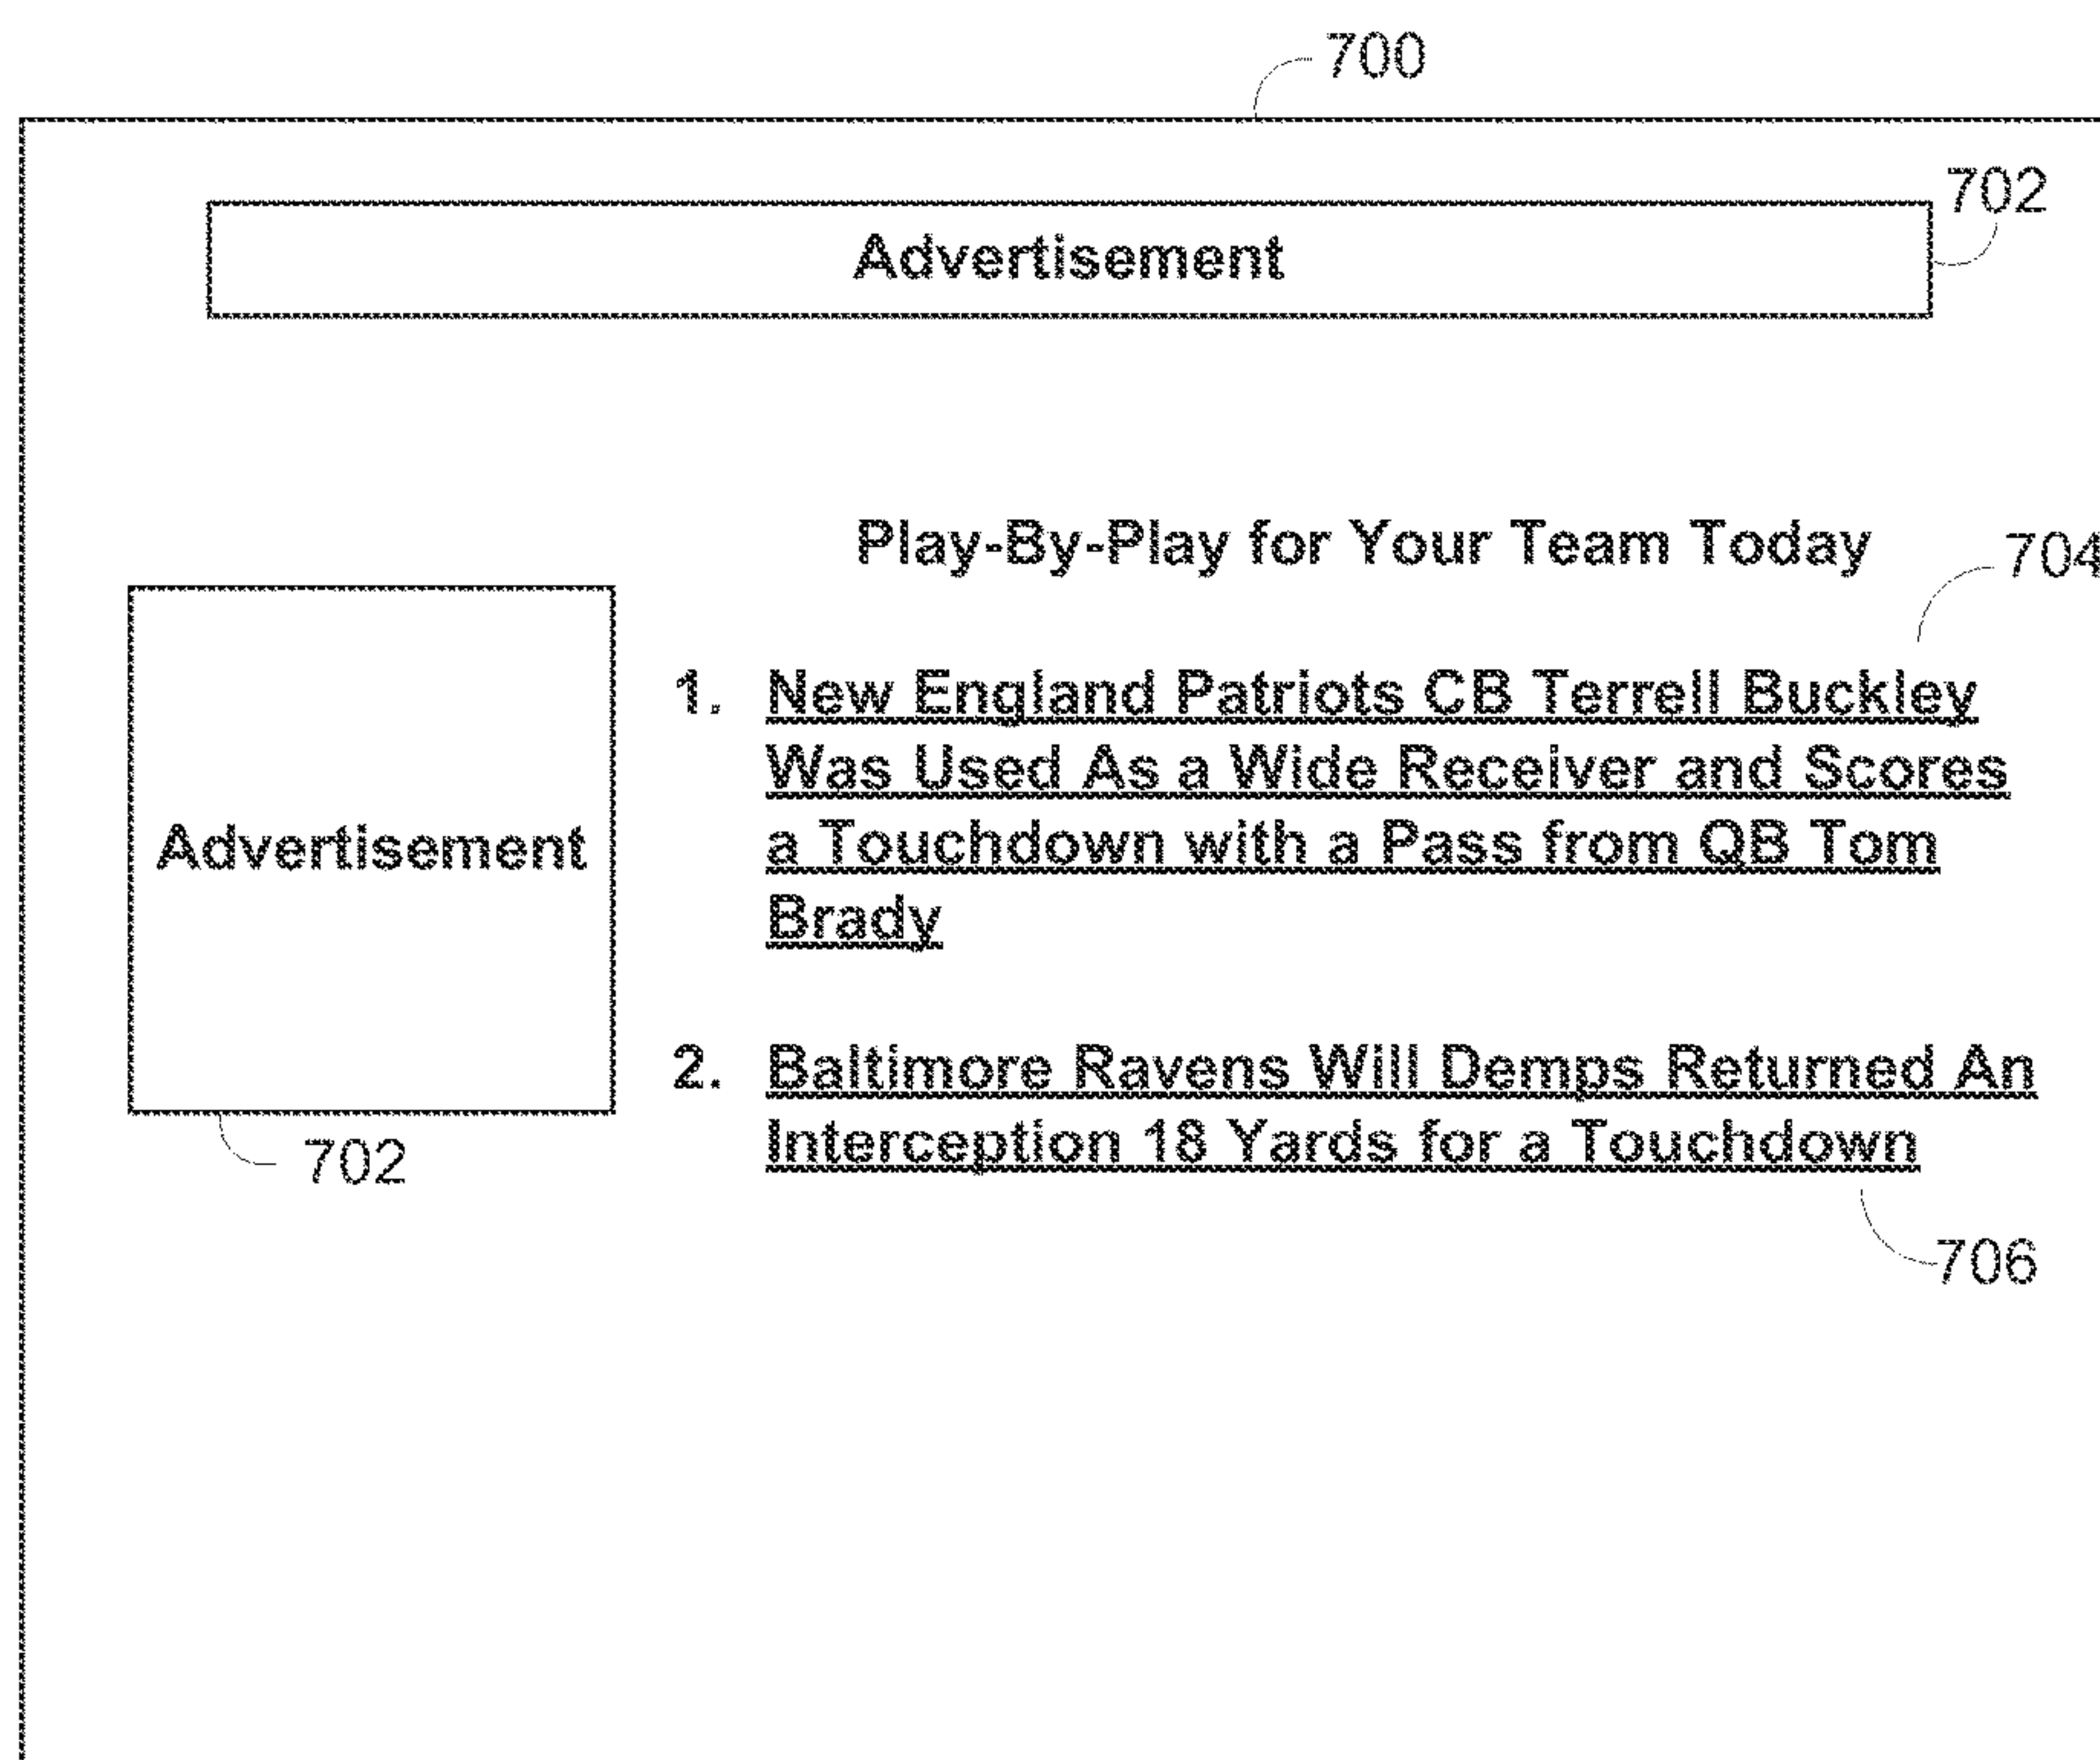 700
702
Advertisement
Play-By-Play for Your Team Today
704
1. New England Patriots CB Terrell Buckley
Was Used As a Wide Receiver and Scores
a Touchdown with a Pass from QB Tom
Brady
Advertisement
2. Baltimore Ravens Will Demps Returned An
Interception 18 Yards for a Touchdown
702
706